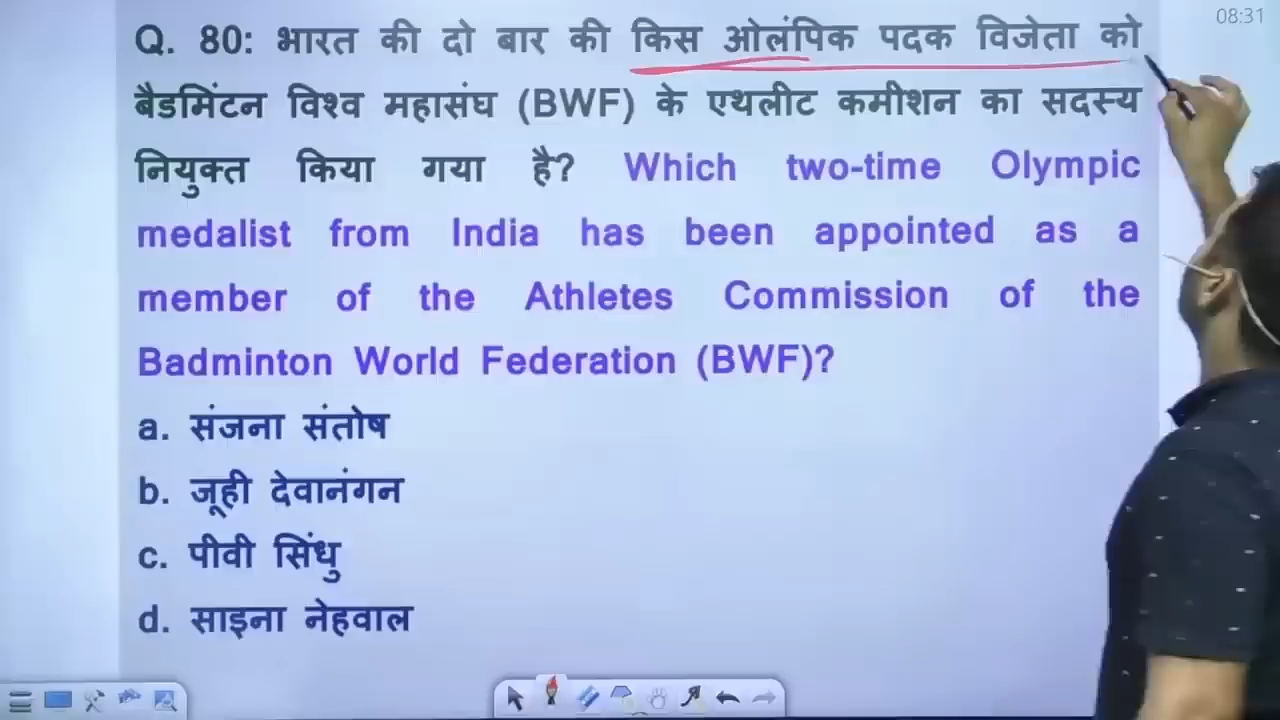 08:31
Q. 80: भारत की दो बार की किस ओलंपिक पदक विजेता को
बैडमिंटन विश्व महासंघ (BWF) के एथलीट कमीशन का सदस्य
नियुक्त किया गया है? Which two-time Olympic
medalist from India has been appointed as a
member of the Athletes Commission of the
Badminton World Federation (BWF)?
a. संजना संतोष
b. जूही देवानंगन
c. पीवी सिंधु
d. साइना नेहवाल